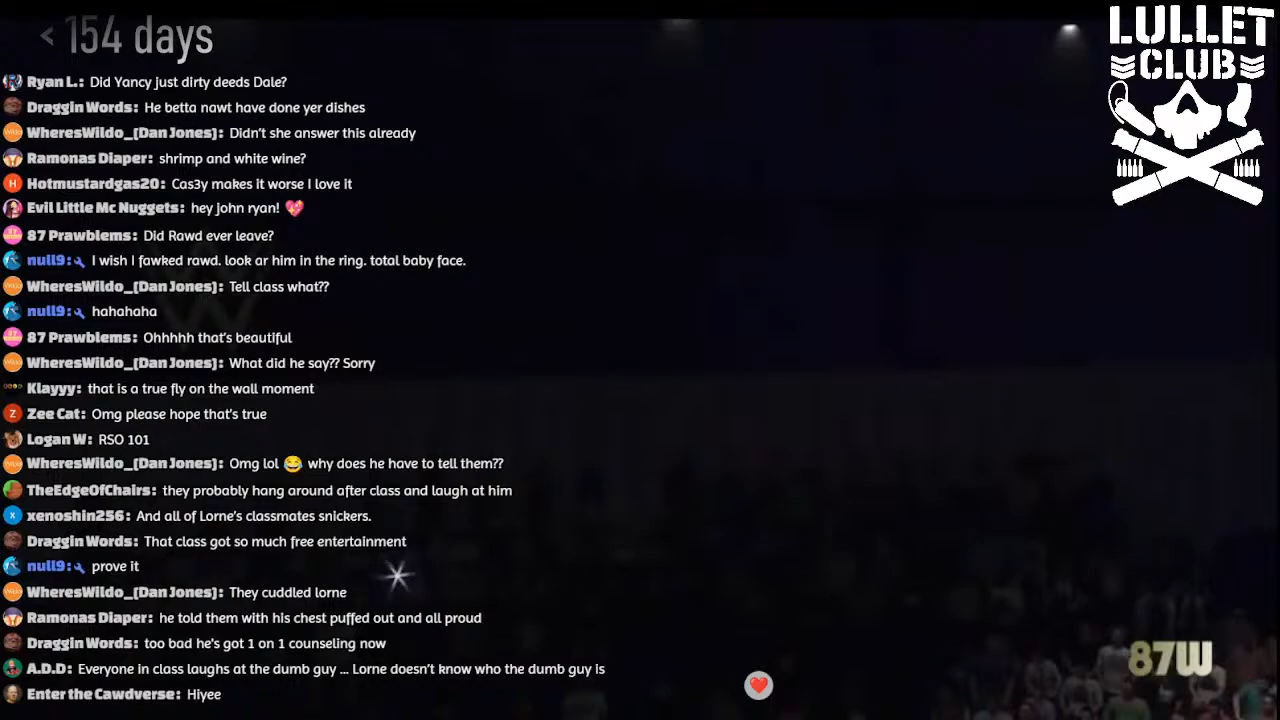 < 154 days
LULLET
CLUB
Ryan L.: Did Yancy just dirty deeds Dale?
Draggin Words: He betta nawt have done yer dishes
WheresWildo_(Dan Jones): Didn't she answer this already
Ramonas Diaper: shrimp and white wine?
H Hotmustardgas20: Cas3y makes it worse I love it
Evil Little Mc Nuggets: hey john ryan! 💖
87 Prawblems: Did Rawd ever leave?
null9: I wish I fawked rawd. look ar him in the ring. total baby face.
WheresWildo_(Dan Jones): Tell class what??
null9: hahahaha
87 Prawblems: Ohhhhh that's beautiful
WheresWildo_(Dan Jones): What did he say?? Sorry
Klayyy: that is a true fly on the wall moment
Z Zee Cat: Omg please hope that's true
Logan W: RSO 101
WheresWildo_(Dan Jones): Omg lol 😂 why does he have to tell them??
TheEdgeOfChairs: they probably hang around after class and laugh at him
x xenoshin256: And all of Lorne's classmates snickers.
Draggin Words: That class got so much free entertainment
null9: prove it
WheresWildo_(Dan Jones): They cuddled lorne
Ramonas Diaper: he told them with his chest puffed out and all proud
Draggin Words: too bad he's got 1 on 1 counseling now
A.D.D: Everyone in class laughs at the dumb guy ... Lorne doesn't know who the dumb guy is
Enter the Cawdverse: Hiyee
87W